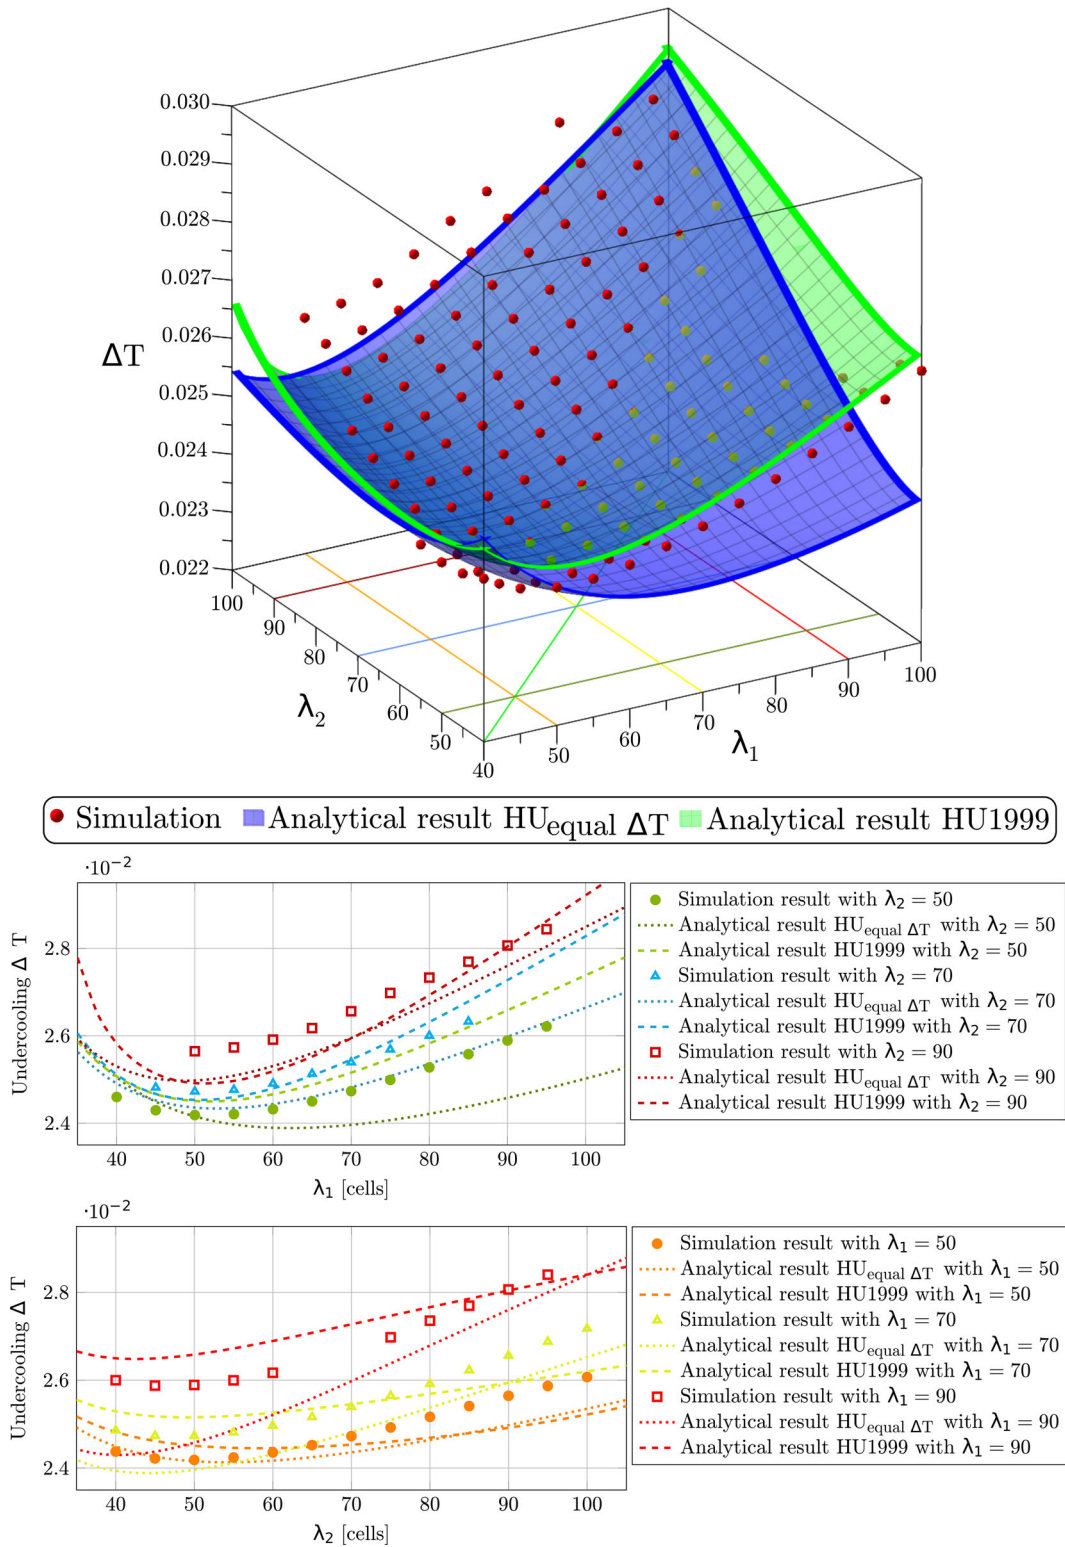 0.030
0.029
0.028
0.027
0.026
ΔT
0.025
0.024
0.023
0.022
100
90
80
70
60
50
40
λ2
50
60
70
80
90
100
λ1
Simulation Analytical result HUequal ΔT Analytical result HU1999
·10−2
Undercooling Δ T
2.8
2.6
2.4
40 50 60 70 80 90 100
λ1 [cells]
Simulation result with λ2 = 50
Analytical result HUequal ΔT with λ2 = 50
Analytical result HU1999 with λ2 = 50
Simulation result with λ2 = 70
Analytical result HUequal ΔT with λ2 = 70
Analytical result HU1999 with λ2 = 70
Simulation result with λ2 = 90
Analytical result HUequal ΔT with λ2 = 90
Analytical result HU1999 with λ2 = 90
·10−2
Undercooling Δ T
2.8
2.6
2.4
40 50 60 70 80 90 100
λ2 [cells]
Simulation result with λ1 = 50
Analytical result HUequal ΔT with λ1 = 50
Analytical result HU1999 with λ1 = 50
Simulation result with λ1 = 70
Analytical result HUequal ΔT with λ1 = 70
Analytical result HU1999 with λ1 = 70
Simulation result with λ1 = 90
Analytical result HUequal ΔT with λ1 = 90
Analytical result HU1999 with λ1 = 90